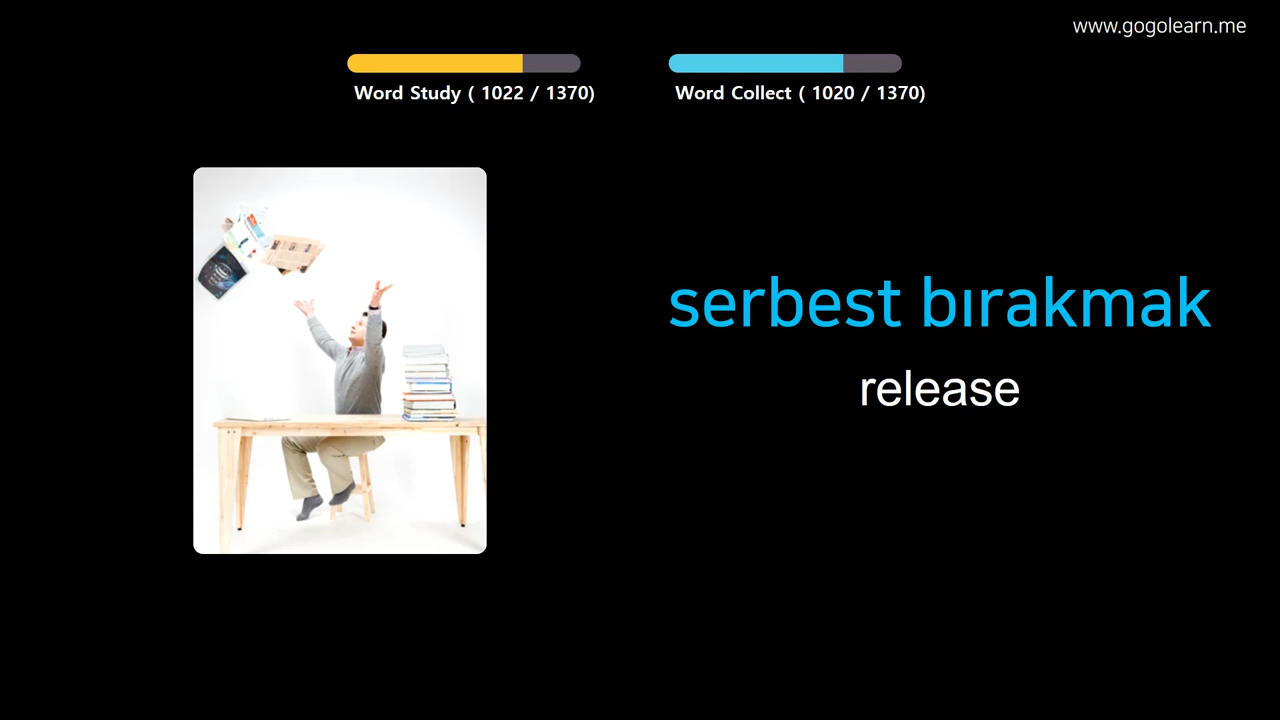 www.gogolearn.me
Word Study ( 1022 / 1370)
Word Collect ( 1020 / 1370)
serbest bırakmak
release